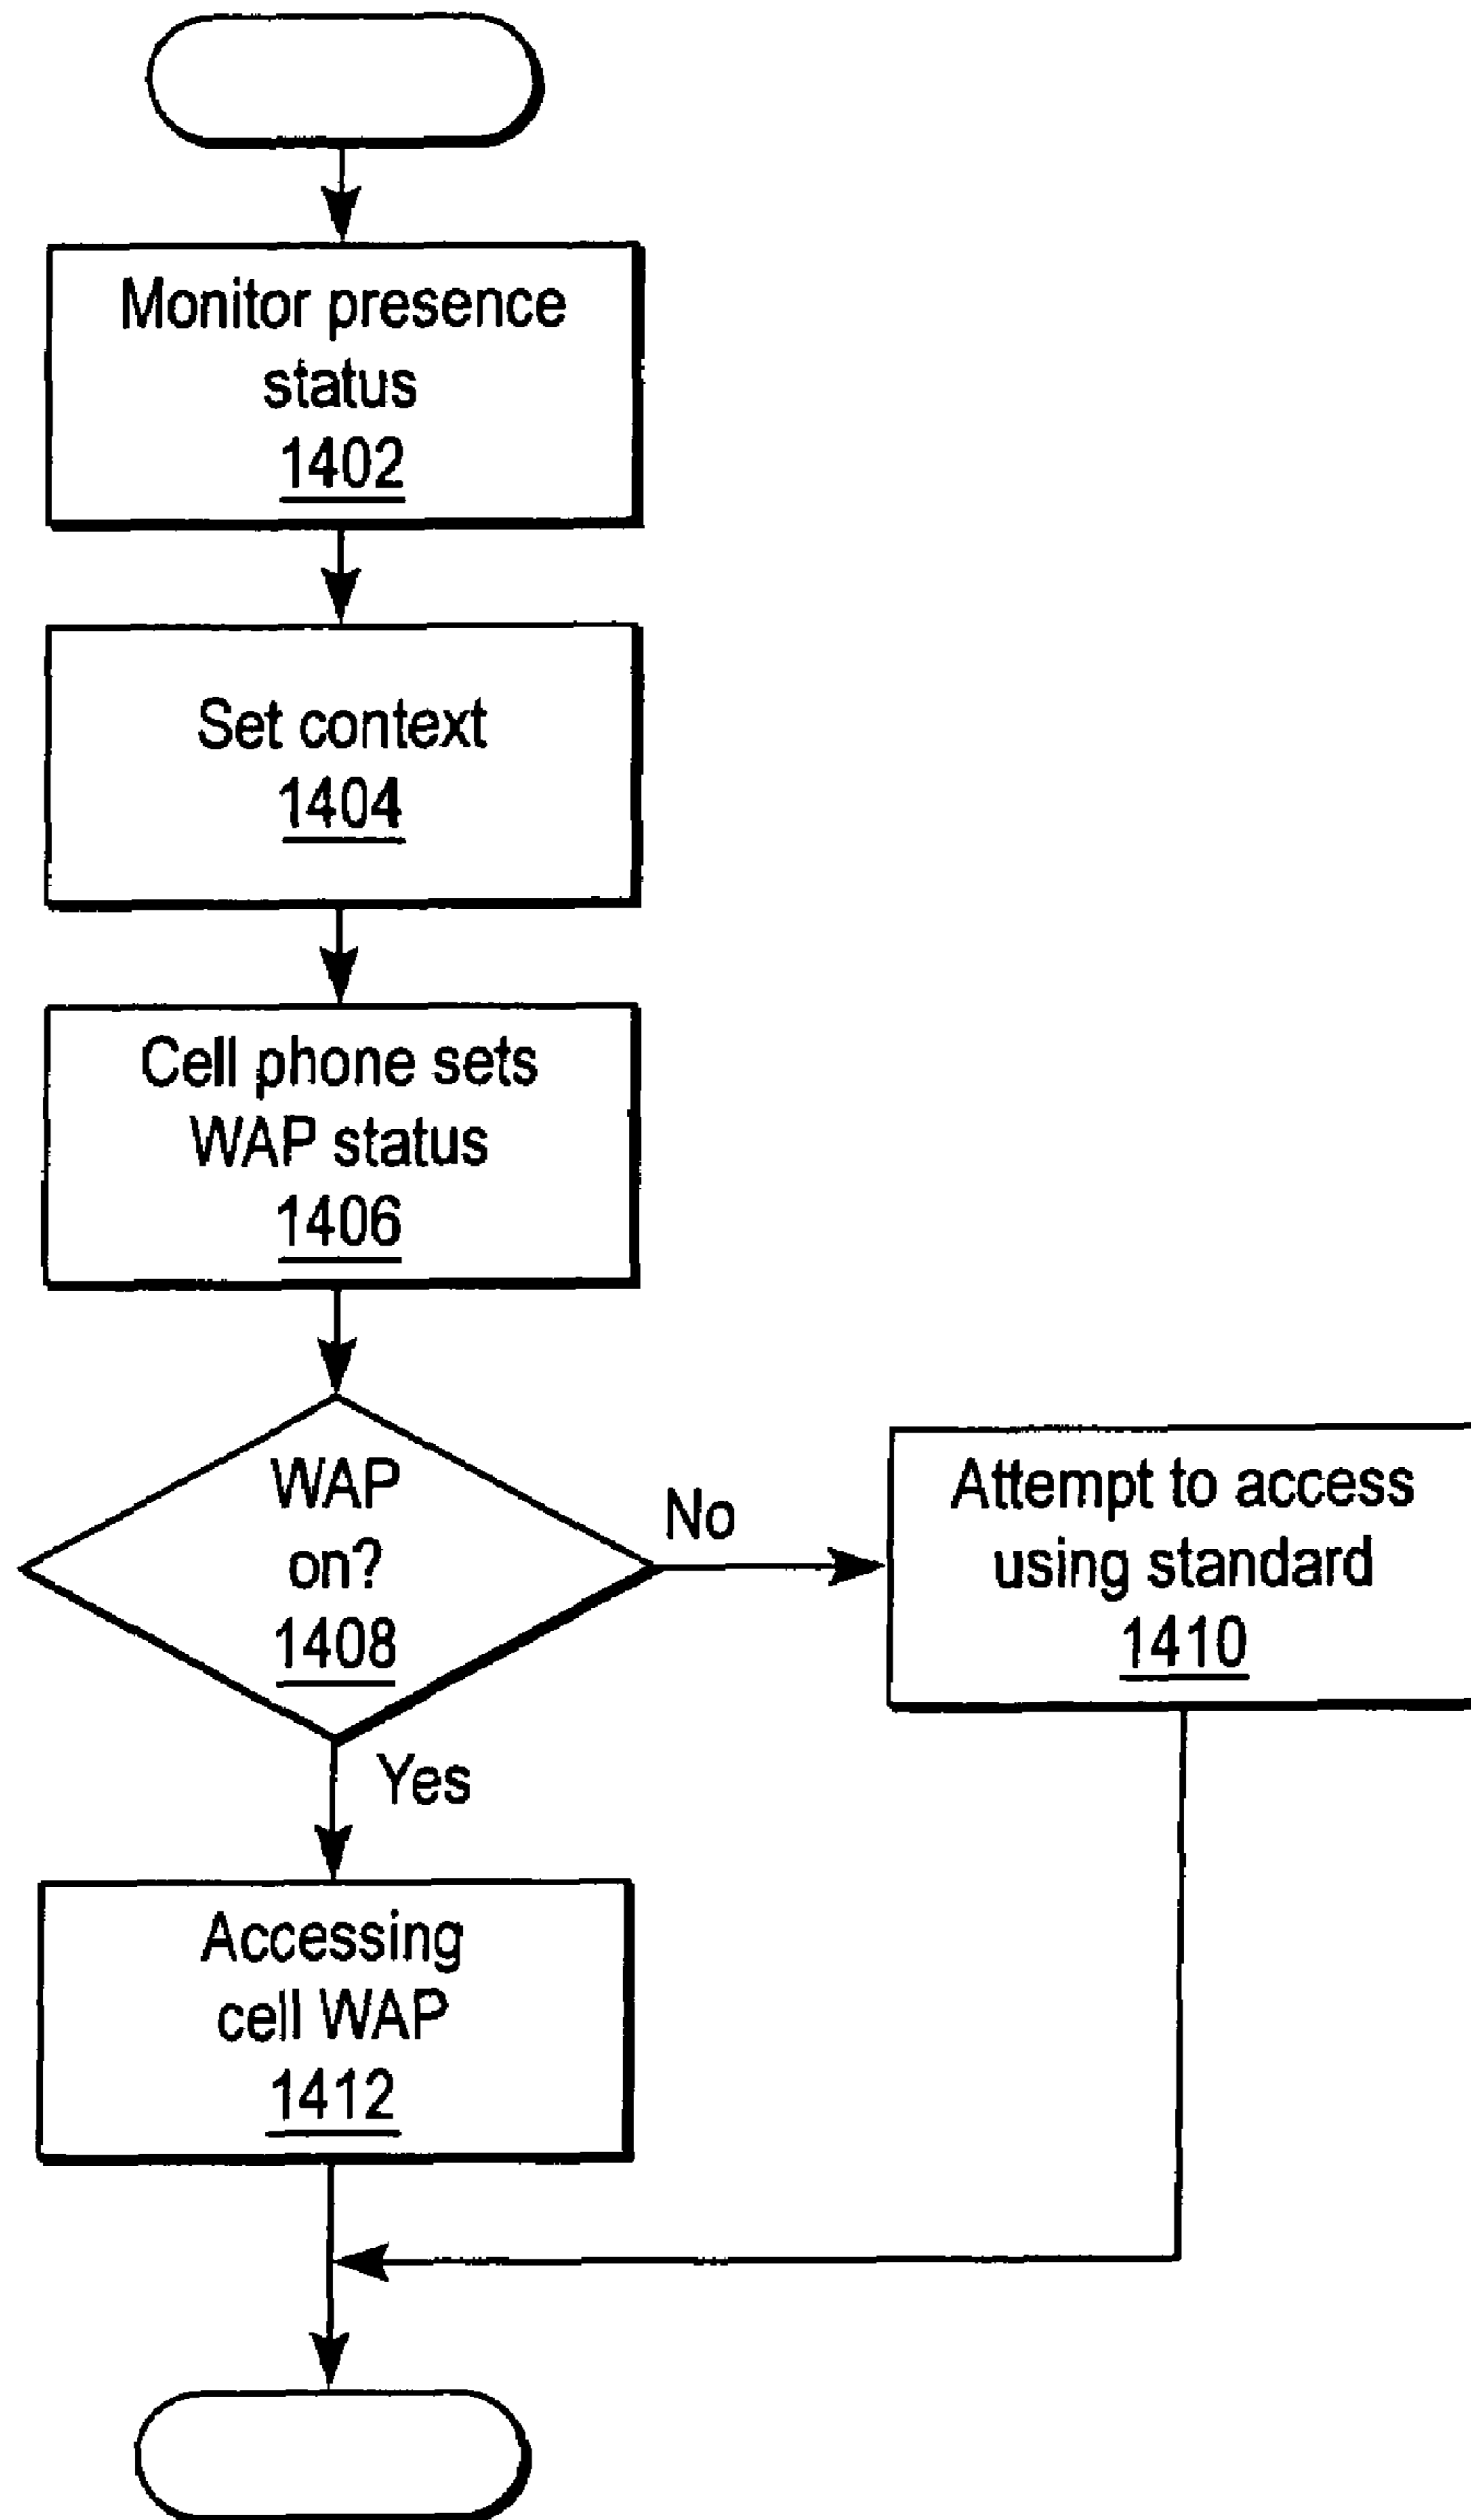 Monitor presence
status
1402
Set context
1404
Cell phone sets
WAP status
1406
WAP
on?
1408
No
Attempt to access
using standard
1410
Yes
Accessing
cell WAP
1412